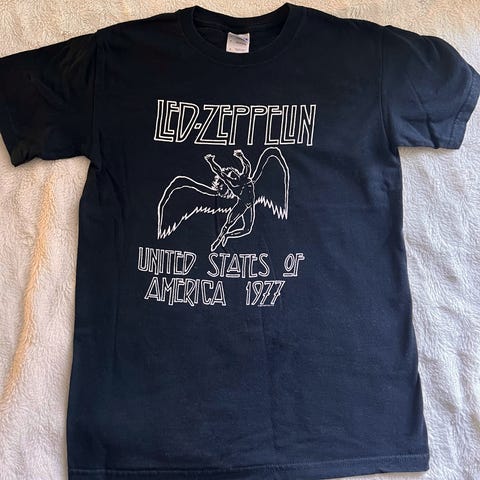 LED-ZEPPELIN
UNITED STATES OF
AMERICA 1977